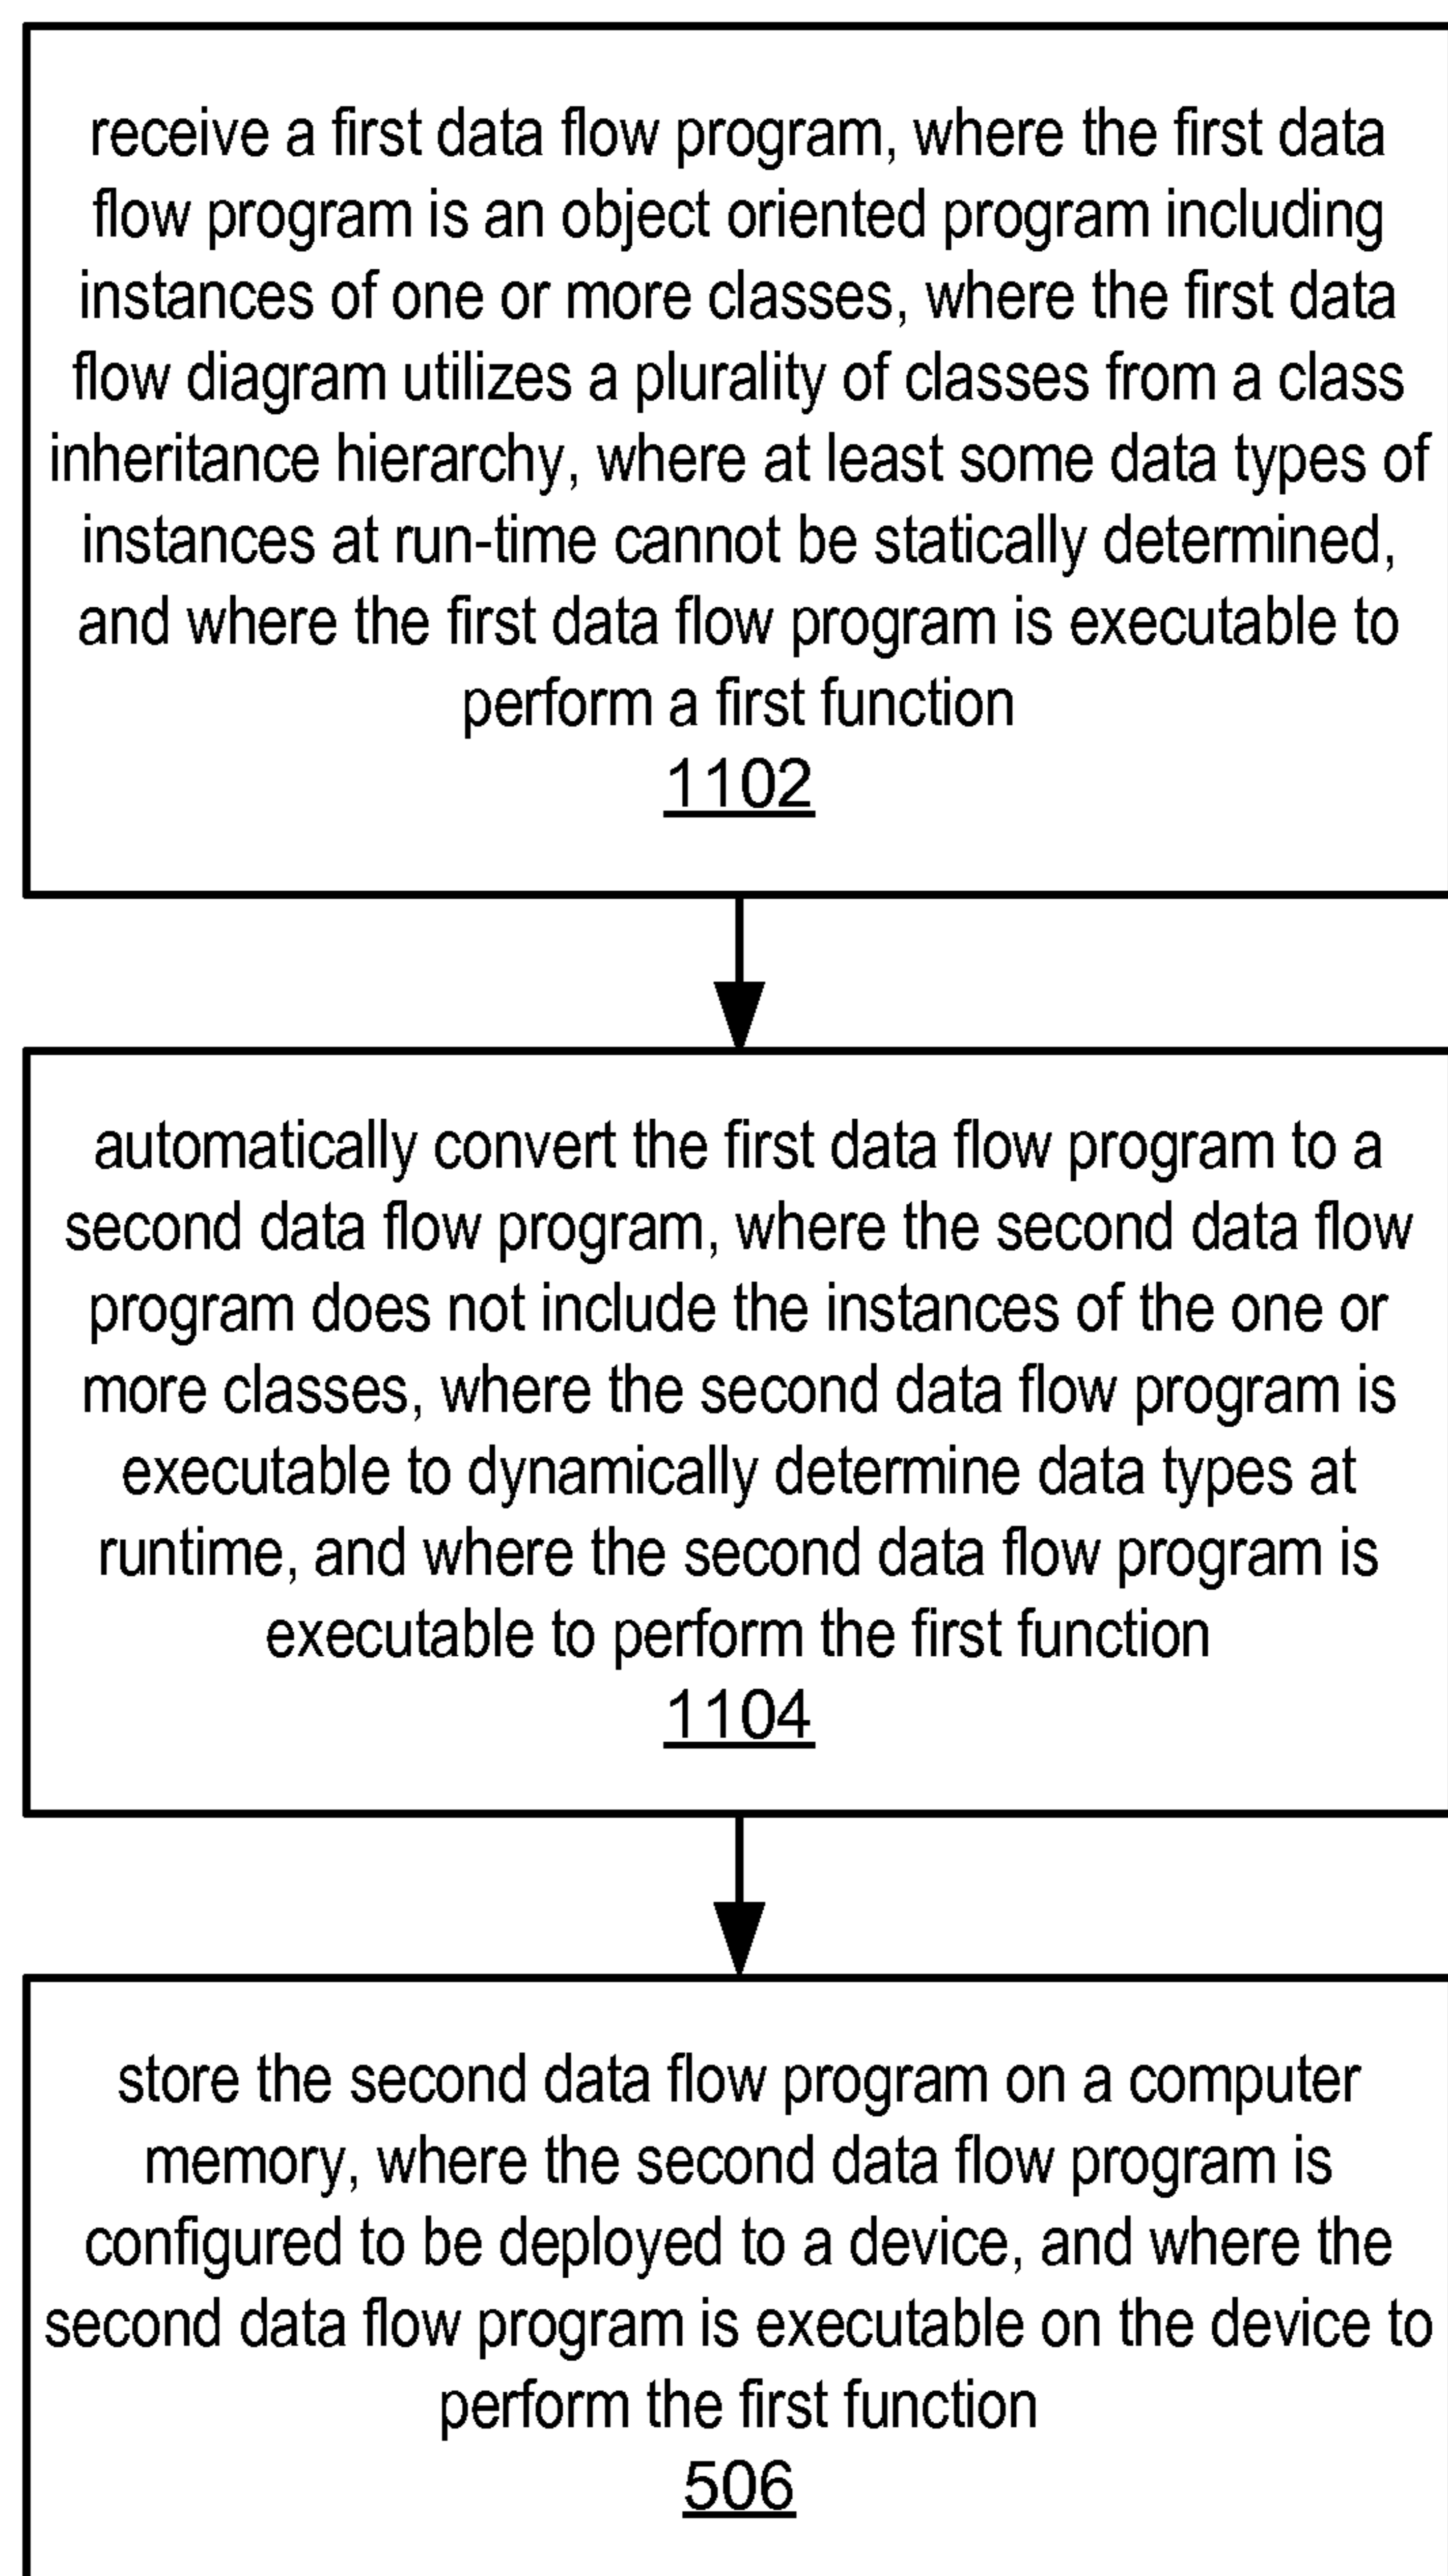 receive a first data flow program, where the first data
flow program is an object oriented program including
instances of one or more classes, where the first data
flow diagram utilizes a plurality of classes from a class
inheritance hierarchy, where at least some data types of
instances at run-time cannot be statically determined,
and where the first data flow program is executable to
perform a first function
1102
automatically convert the first data flow program to a
second data flow program, where the second data flow
program does not include the instances of the one or
more classes, where the second data flow program is
executable to dynamically determine data types at
runtime, and where the second data flow program is
executable to perform the first function
1104
store the second data flow program on a computer
memory, where the second data flow program is
configured to be deployed to a device, and where the
second data flow program is executable on the device to
perform the first function
506